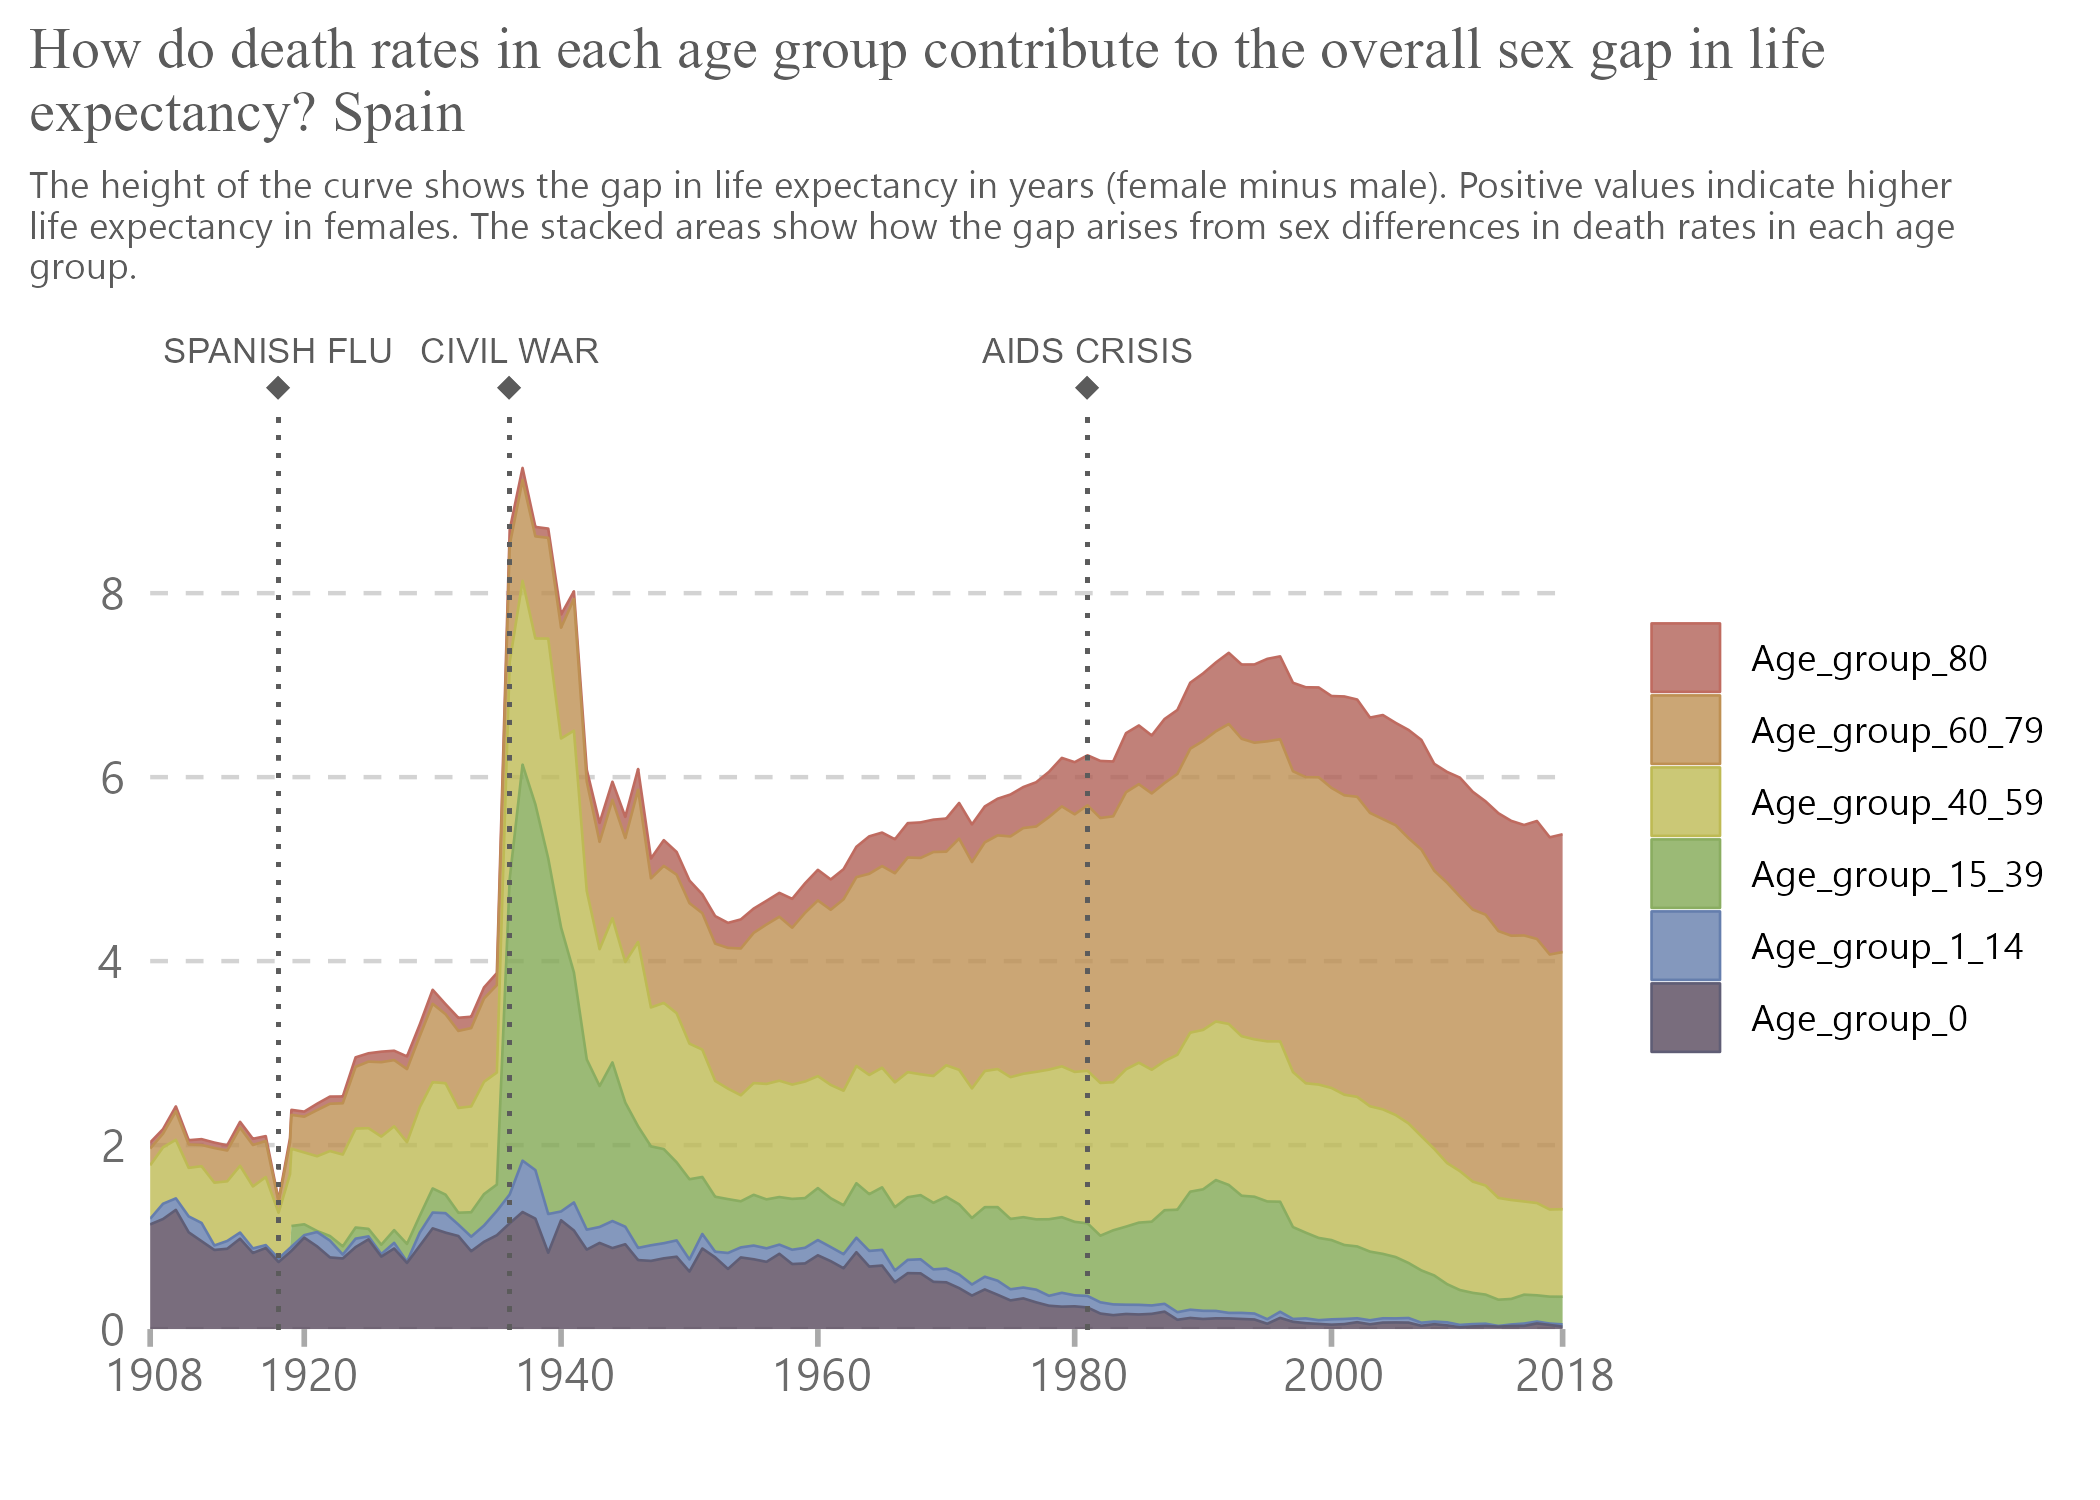 How do death rates in each age group contribute to the overall sex gap in life
expectancy? Spain
The height of the curve shows the gap in life expectancy in years (female minus male). Positive values indicate higher
life expectancy in females. The stacked areas show how the gap arises from sex differences in death rates in each age
group.
SPANISH FLU CIVIL WAR AIDS CRISIS
8
6
4
2
0
1908 1920 1940 1960 1980 2000 2018
Age_group_80
Age_group_60_79
Age_group_40_59
Age_group_15_39
Age_group_1_14
Age_group_0